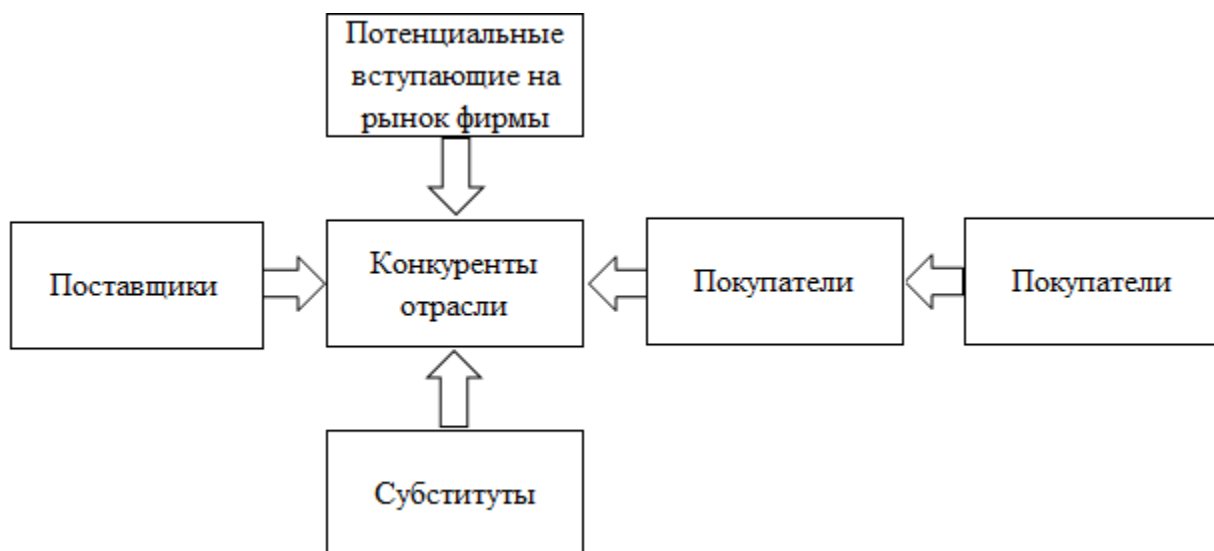 Потенциальные
вступающие на
рынок фирмы
Поставщики
Конкуренты
отрасли
Покупатели
Покупатели
Субституты